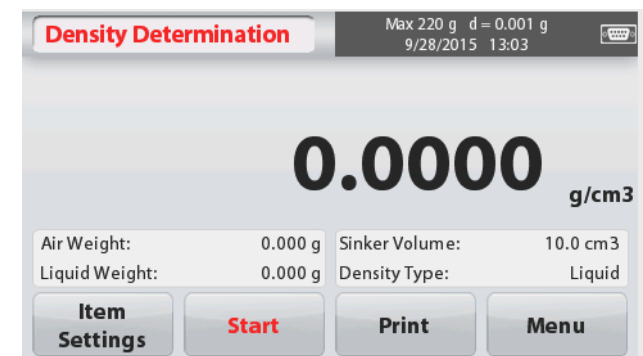 Density Determination
Max 220 g d = 0.001 g
9/28/2015 13:03
0.0000
g/cm3
Air Weight: 0.000 g
Liquid Weight: 0.000 g
Sinker Volume: 10.0 cm3
Density Type: Liquid
Item
Settings
Start
Print
Menu